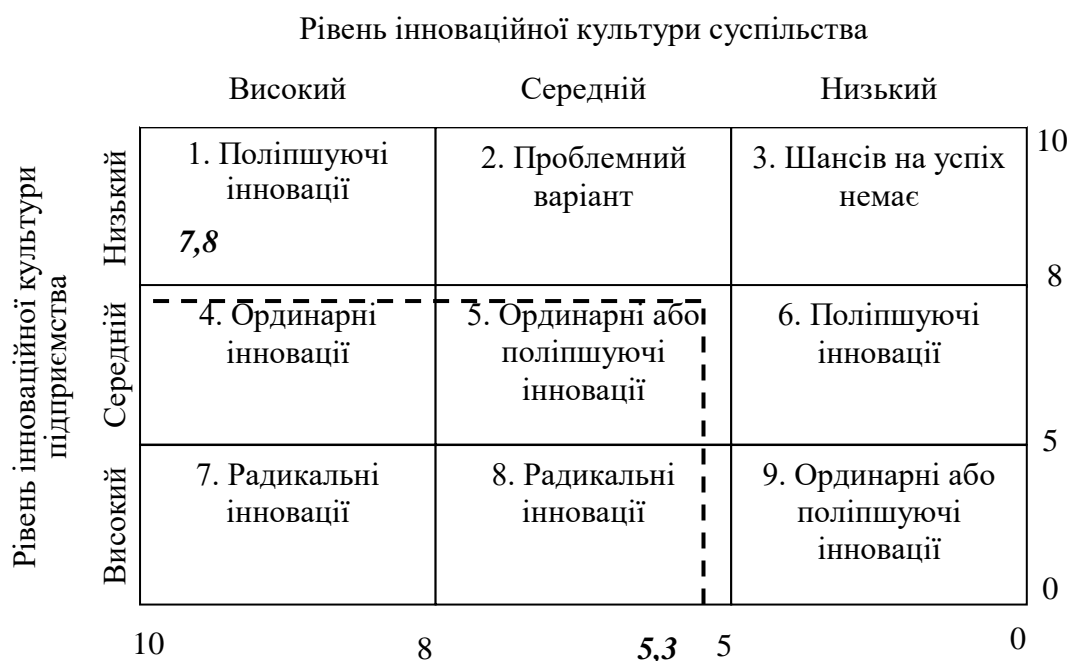 Рівень інноваційної культури суспільства
Високий Середній Низький
Рівень інноваційної культури
підприємства
Низький
1. Поліпшуючі
інновації
7,8
2. Проблемний
варіант
3. Шансів на успіх
немає
10
8
Середній
4. Ординарні
інновації
5. Ординарні або
поліпшуючі
інновації
6. Поліпшуючі
інновації
5
Високий
7. Радикальні
інновації
8. Радикальні
інновації
9. Ординарні або
поліпшуючі
інновації
0
10 8 5,3 5 0